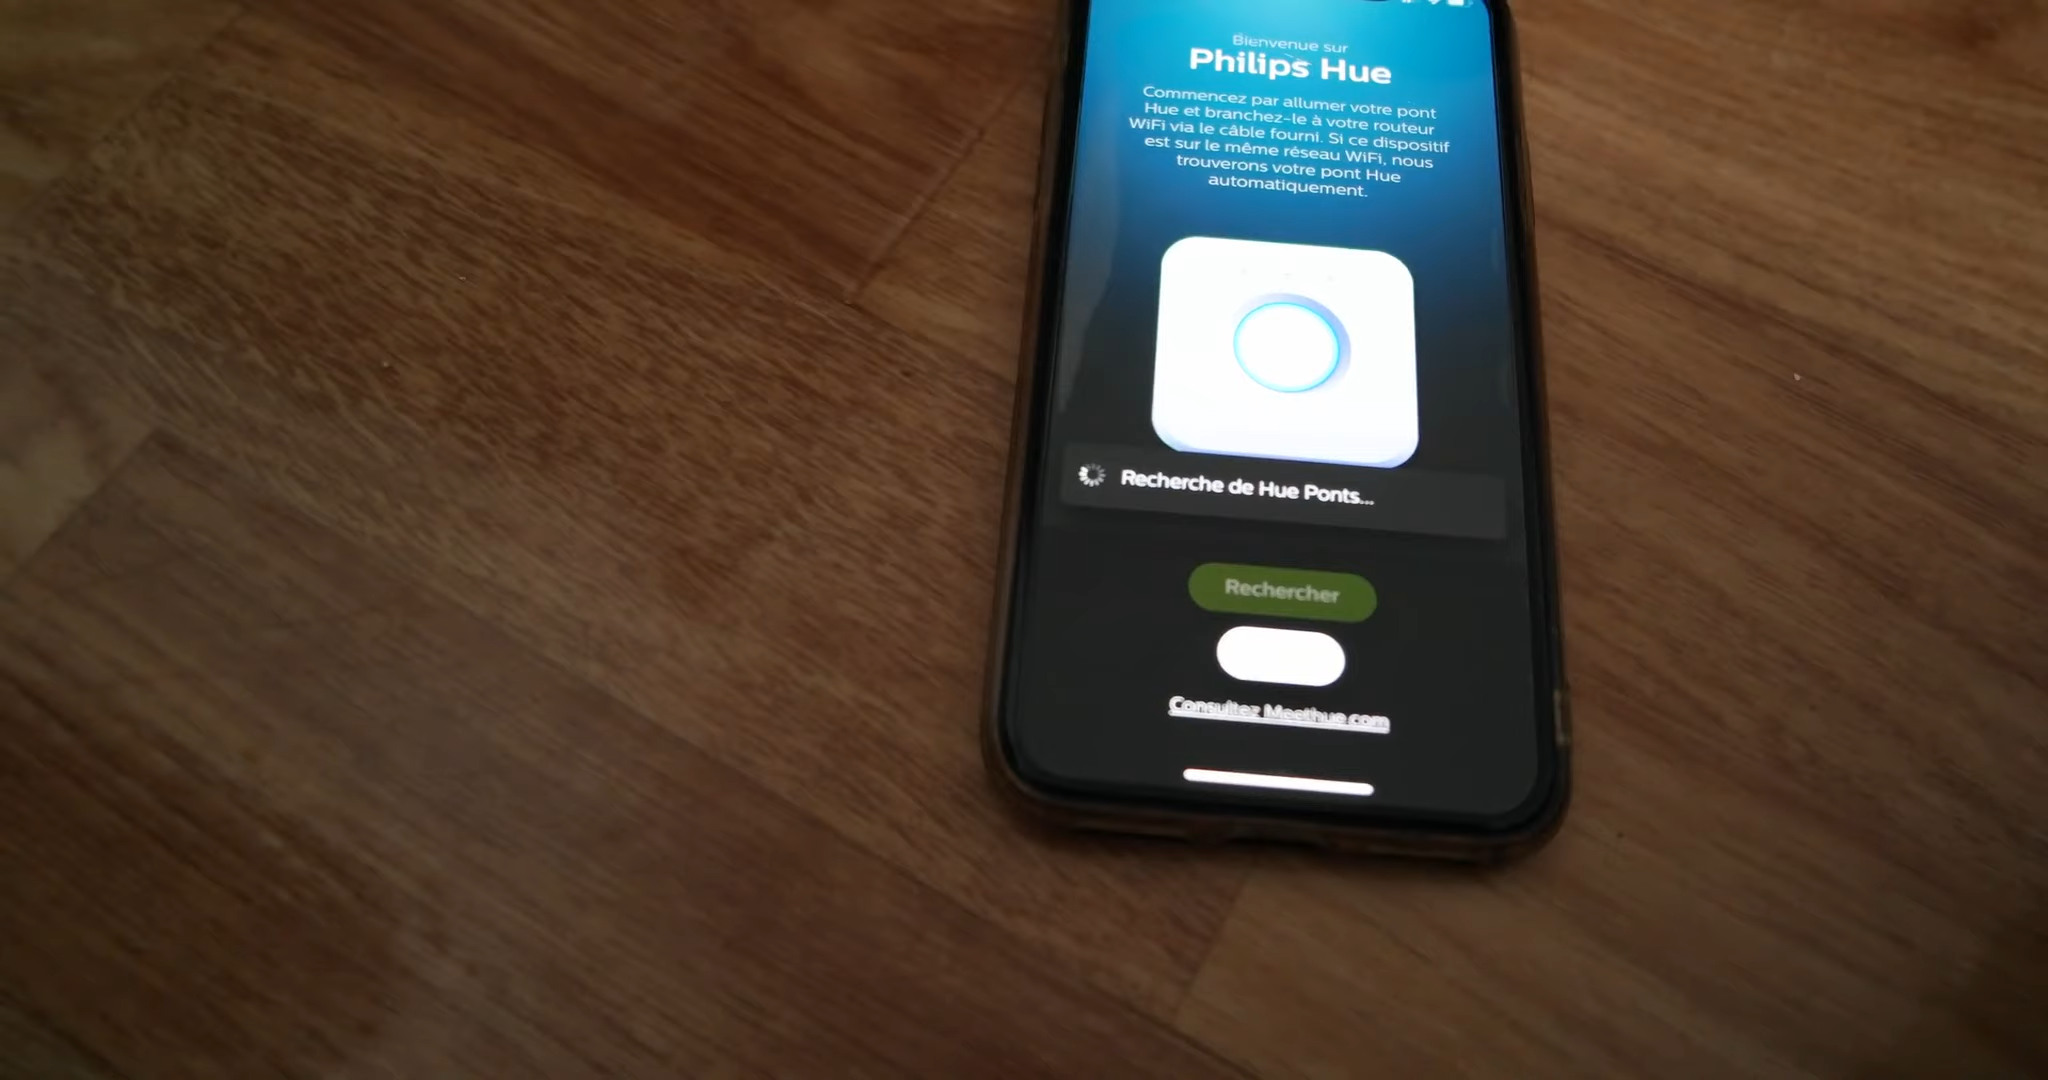 Bienvenue sur
Philips Hue
Commencez par allumer votre pont
Hue et branchez-le à votre routeur
WiFi via le câble fourni. Si ce dispositif
est sur le même réseau WiFi, nous
trouverons votre pont Hue
automatiquement.
Recherche de Hue Ponts...
Rechercher
Consultez Meethue.com